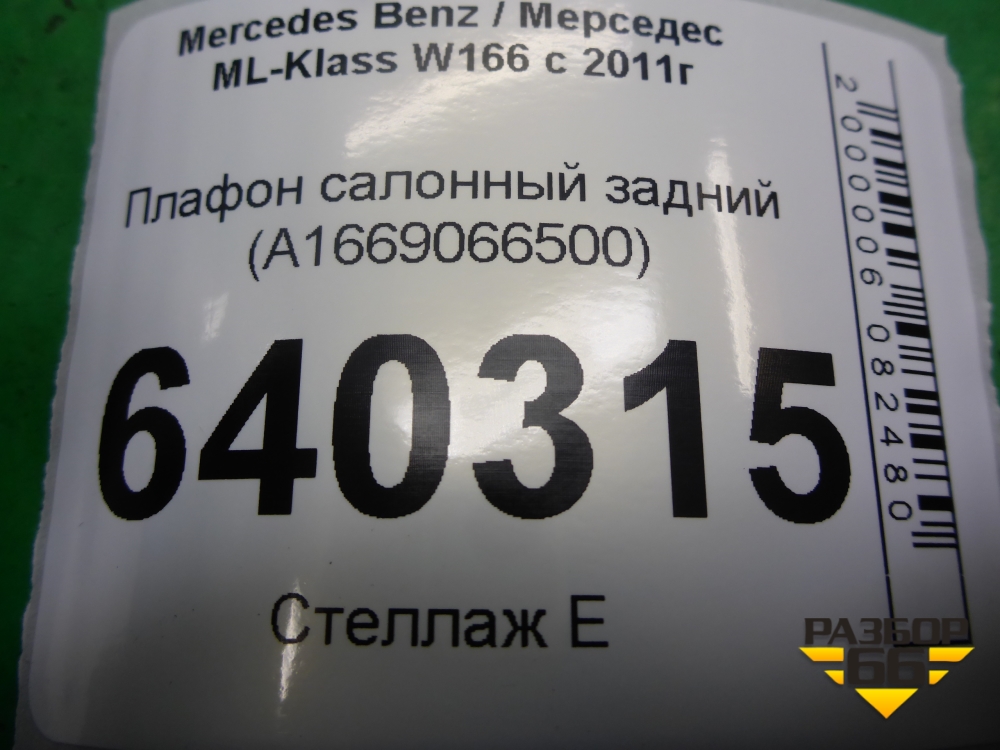 Mercedes Benz / Мерседес
ML-Klass W166 с 2011г
Плафон салонный задний
(A1669066500)
640315
Стеллаж Е
2000006082480
РАЗБОР
66